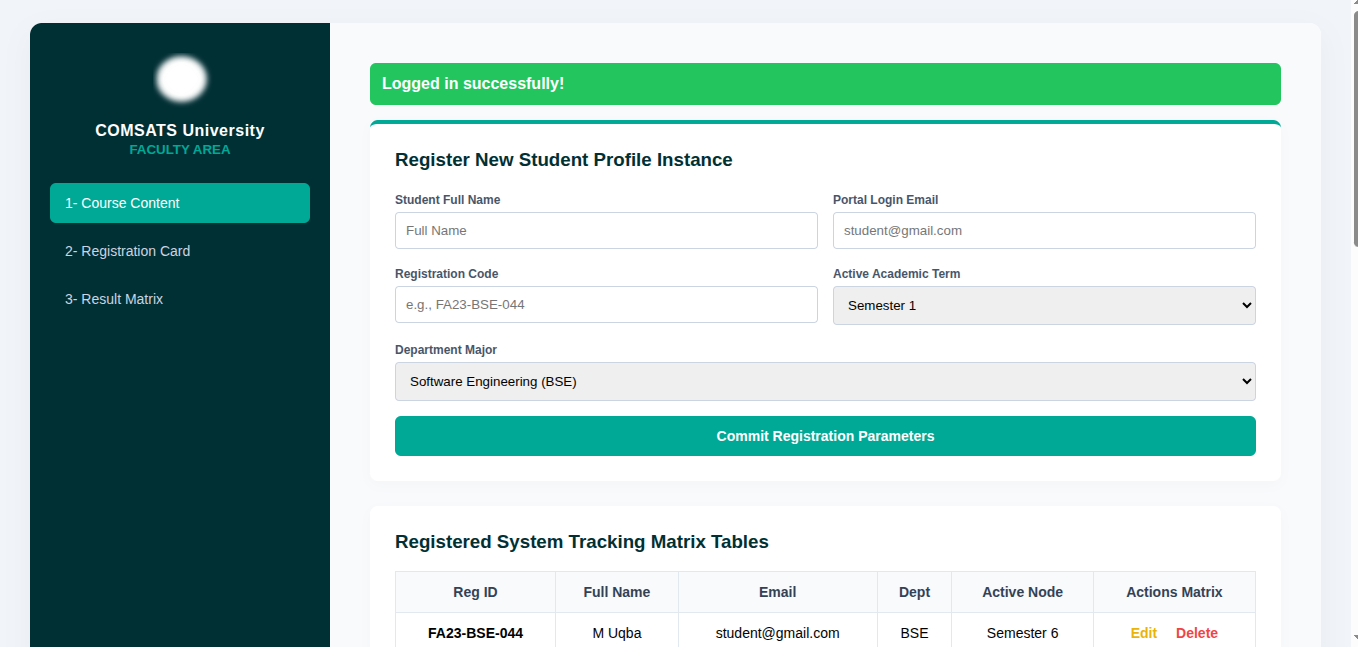 COMSATS University
FACULTY AREA
1- Course Content
2- Registration Card
3- Result Matrix
Logged in successfully!
Register New Student Profile Instance
Student Full Name Portal Login Email
Full Name student@gmail.com
Registration Code Active Academic Term
e.g., FA23-BSE-044 Semester 1
Department Major
Software Engineering (BSE)
Commit Registration Parameters
Registered System Tracking Matrix Tables
Reg ID Full Name Email Dept Active Node Actions Matrix
FA23-BSE-044 M Uqba student@gmail.com BSE Semester 6 Edit Delete